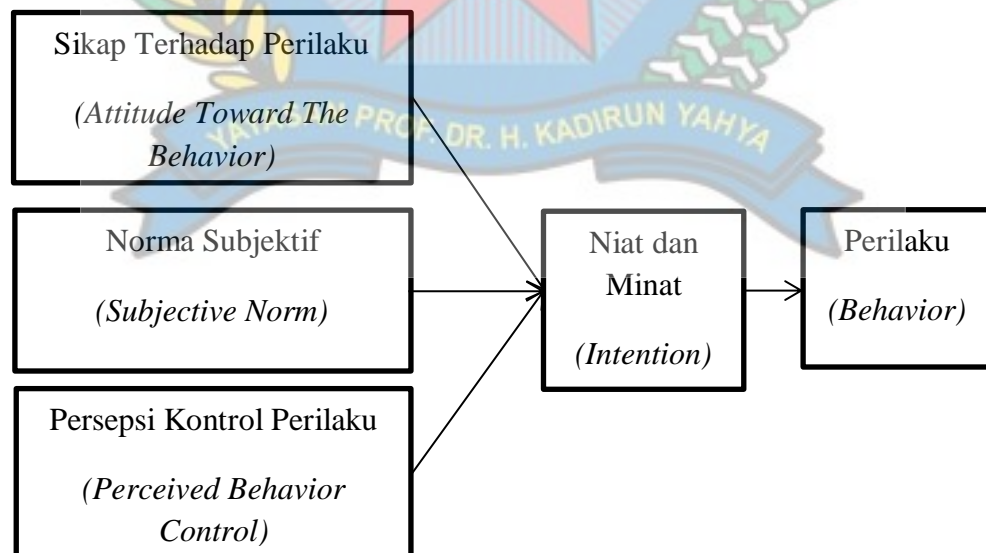 Sikap Terhadap Perilaku
(Attitude Toward The
Behavior)
YAYASAN PROF. DR. H. KADIRUN YAHYA
Norma Subjektif
(Subjective Norm)
Niat dan
Minat
(Intention)
Perilaku
(Behavior)
Persepsi Kontrol Perilaku
(Perceived Behavior
Control)